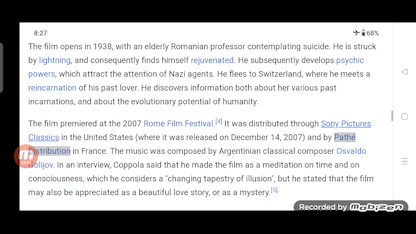 8:27
68%
The film opens in 1938, with an elderly Romanian professor contemplating suicide. He is struck
by lightning, and consequently finds himself rejuvenated. He subsequently develops psychic
powers, which attract the attention of Nazi agents. He flees to Switzerland, where he meets a
reincarnation of his past lover. He discovers information both about her various past
incarnations, and about the evolutionary potential of humanity.
The film premiered at the 2007 Rome Film Festival.[4] It was distributed through Sony Pictures
Classics in the United States (where it was released on December 14, 2007) and by Pathé
Distribution in France. The music was composed by Argentinian classical composer Osvaldo
Golijov. In an interview, Coppola said that he made the film as a meditation on time and on
consciousness, which he considers a "changing tapestry of illusion", but he stated that the film
may also be appreciated as a beautiful love story, or as a mystery.[5]
Recorded by Mobizen